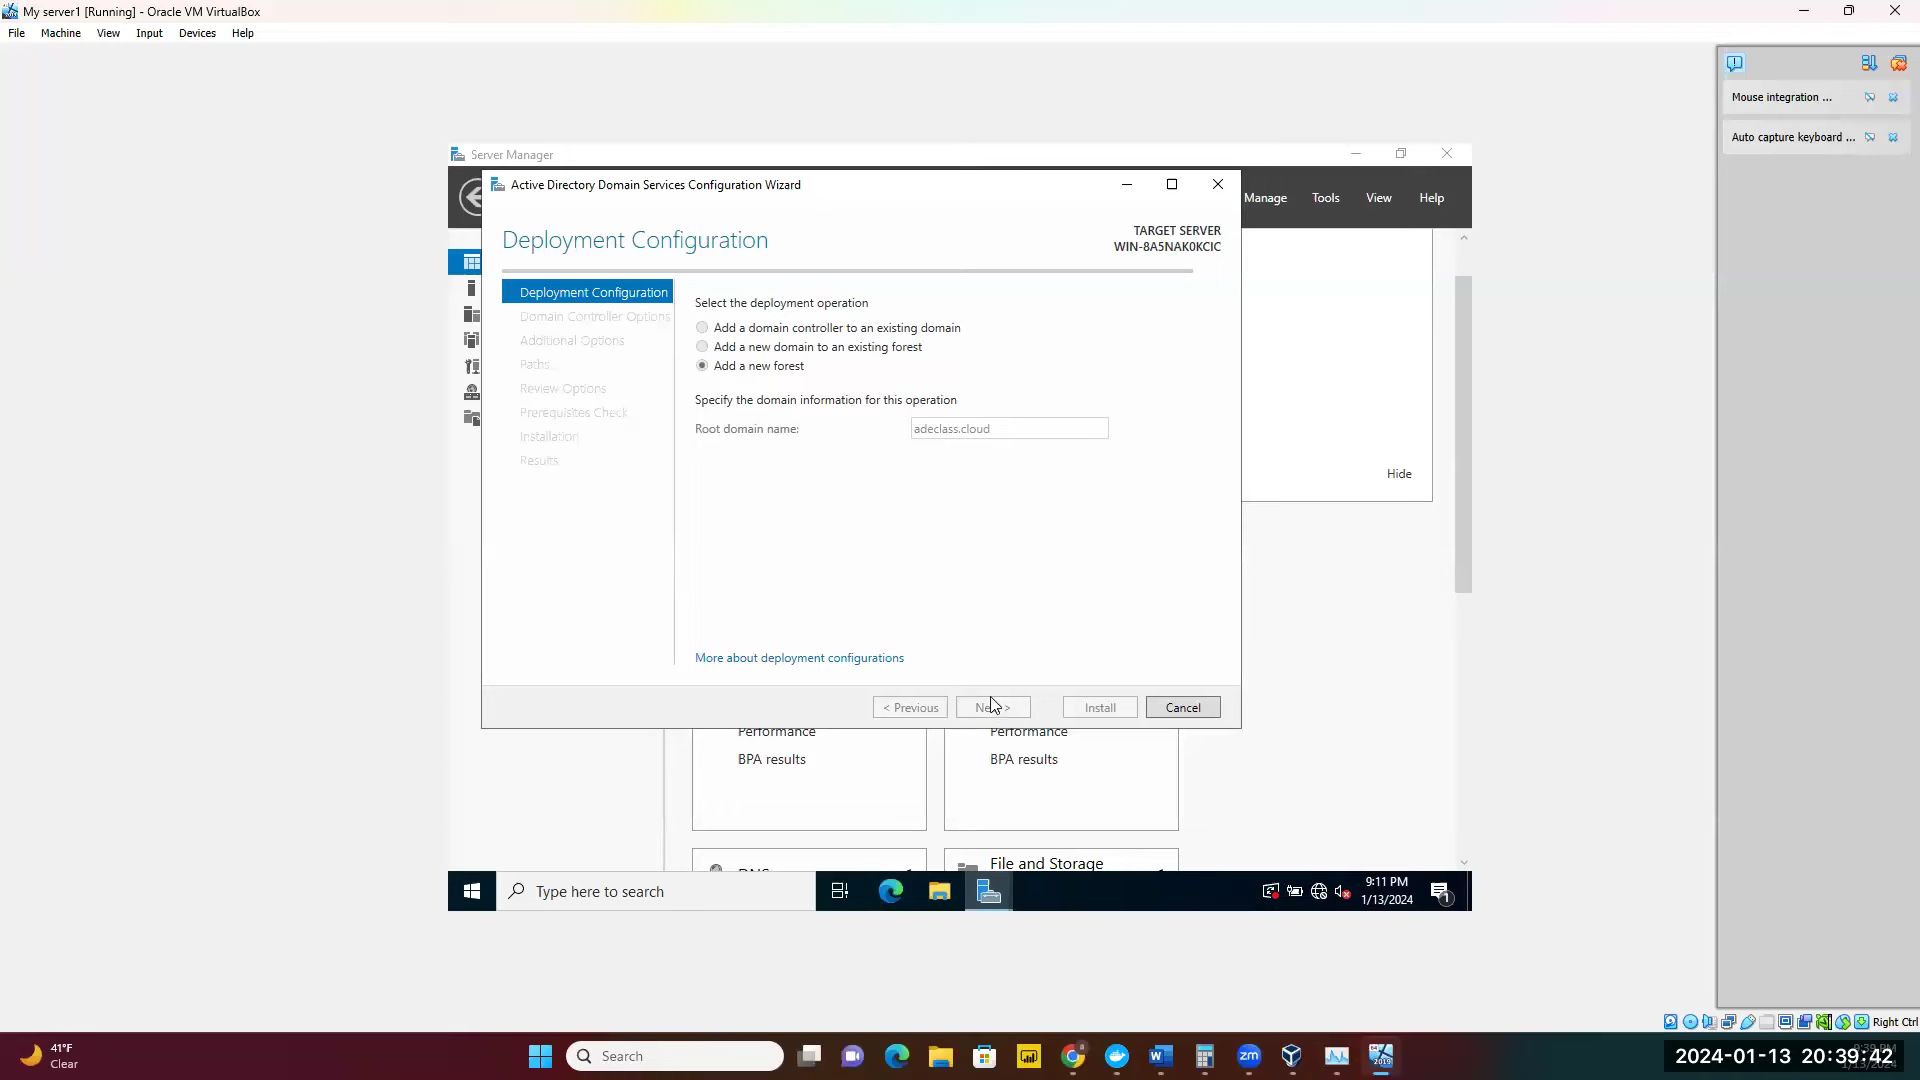 My server1 [Running] - Oracle VM VirtualBox
File Machine View Input Devices Help
Mouse integration ...
Auto capture keyboard ...
Server Manager
Manage Tools View Help
Active Directory Domain Services Configuration Wizard
Deployment Configuration
TARGET SERVER
WIN-8A5NAK0KCIC
Deployment Configuration
Domain Controller Options
Additional Options
Paths
Review Options
Prerequisites Check
Installation
Results
Select the deployment operation
Add a domain controller to an existing domain
Add a new domain to an existing forest
Add a new forest
Specify the domain information for this operation
Root domain name: adeclass.cloud
Hide
More about deployment configurations
< Previous
Install
Cancel
Performance
BPA results
Performance
BPA results
File and Storage
Type here to search
9:11 PM
1/13/2024
1
Right Ctrl
41°F
Clear
Search
zm
2019
2024-01-13 20:39:42